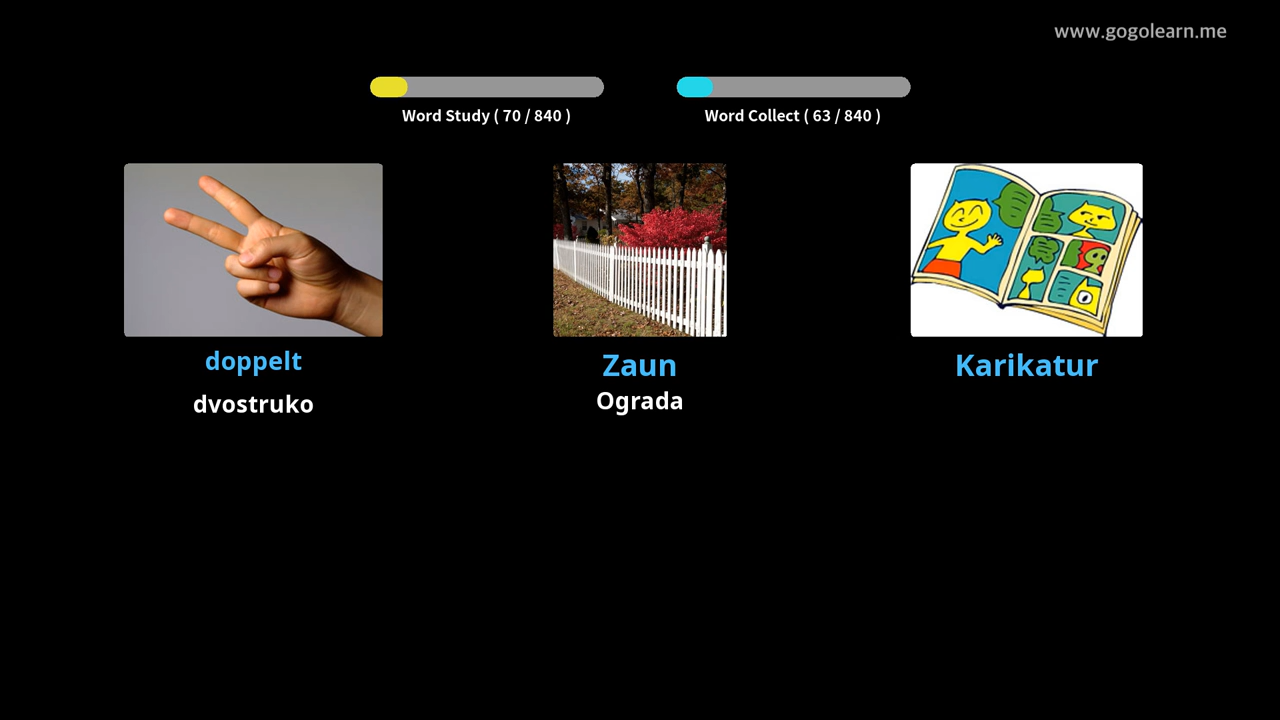 www.gogolearn.me
Word Study ( 70 / 840 )
Word Collect ( 63 / 840 )
doppelt
dvostruko
Zaun
Ograda
Karikatur